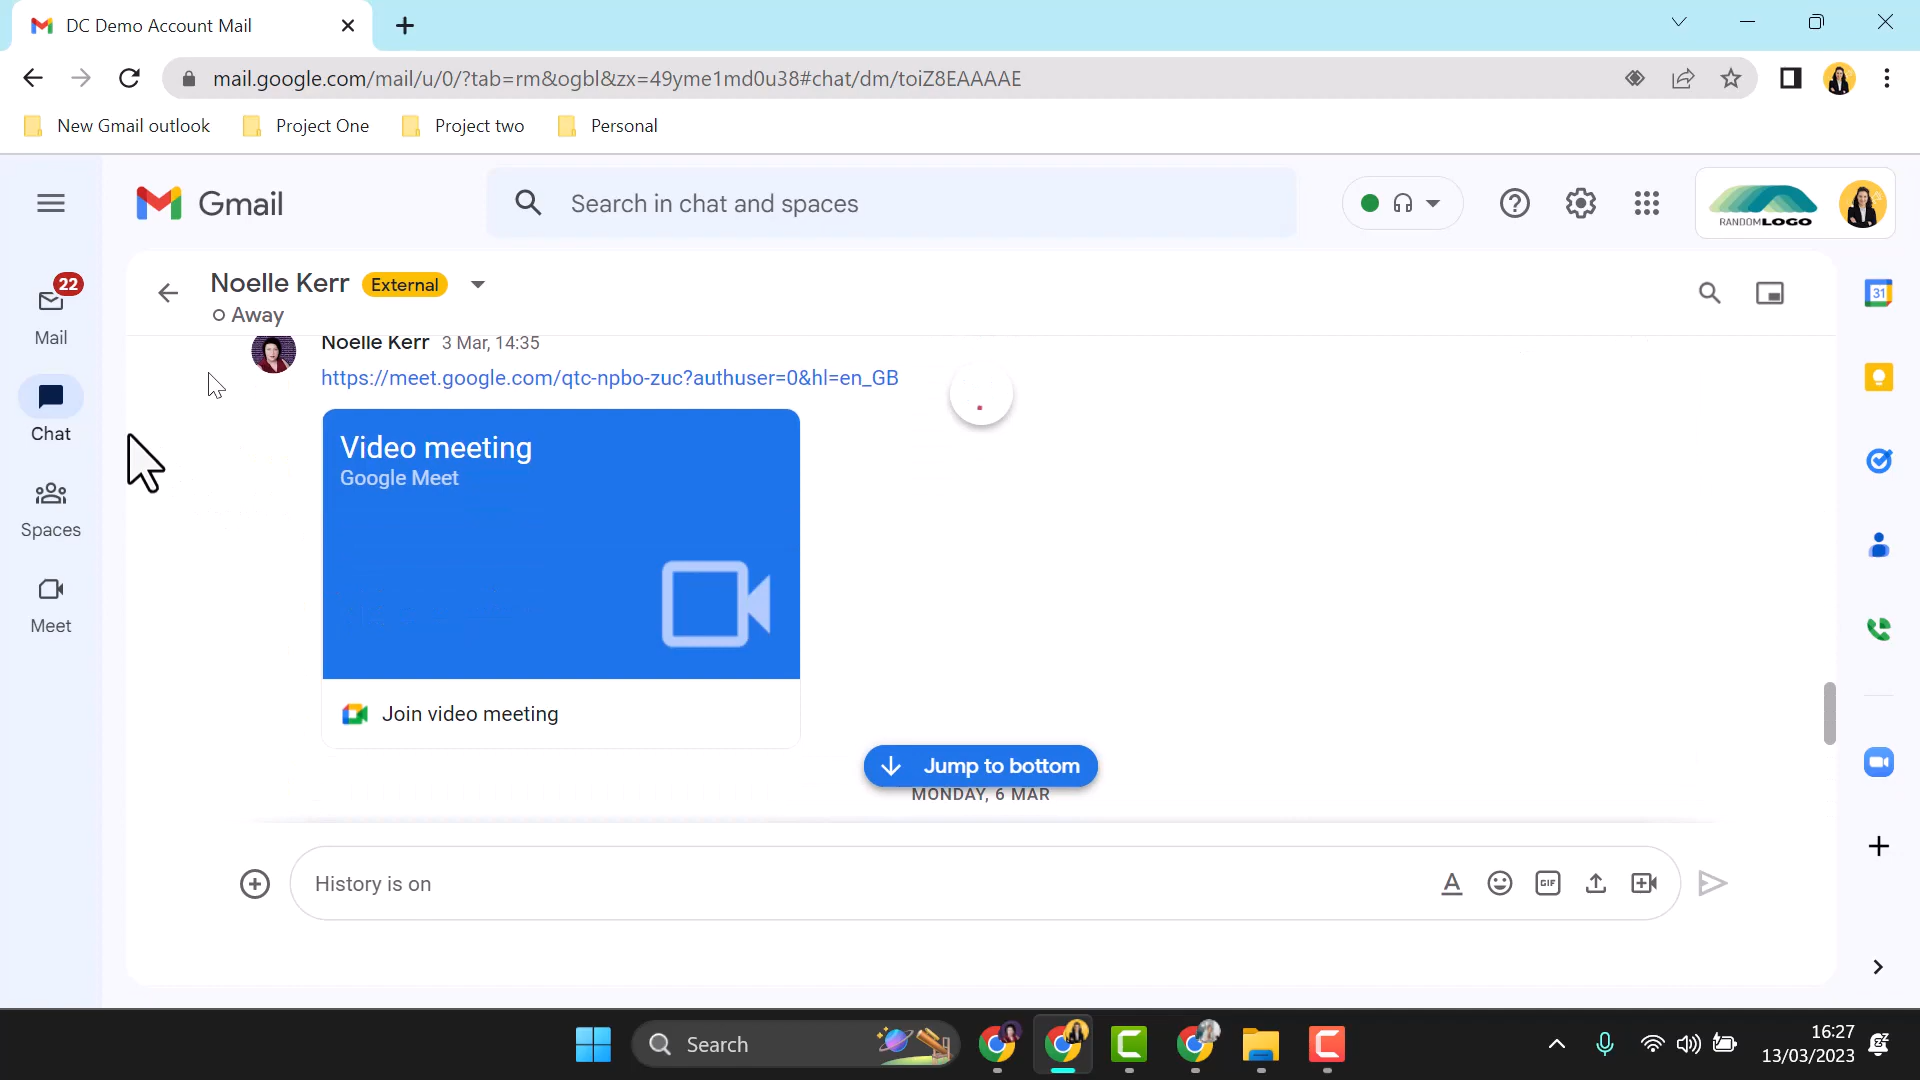 DC Demo Account Mail
mail.google.com/mail/u/0/?tab=rm&ogbl&zx=49yme1md0u38#chat/dm/toiZ8EAAAAE
New Gmail outlook Project One Project two Personal
Gmail
Search in chat and spaces
RANDOMLOGO
22
Mail
Chat
Spaces
Meet
Noelle Kerr External
Away
Noelle Kerr 3 Mar, 14:35
https://meet.google.com/qtc-npbo-zuc?authuser=0&hl=en_GB
Video meeting
Google Meet
Join video meeting
Jump to bottom
MONDAY, 6 MAR
History is on
GIF
31
Search
16:27
13/03/2023